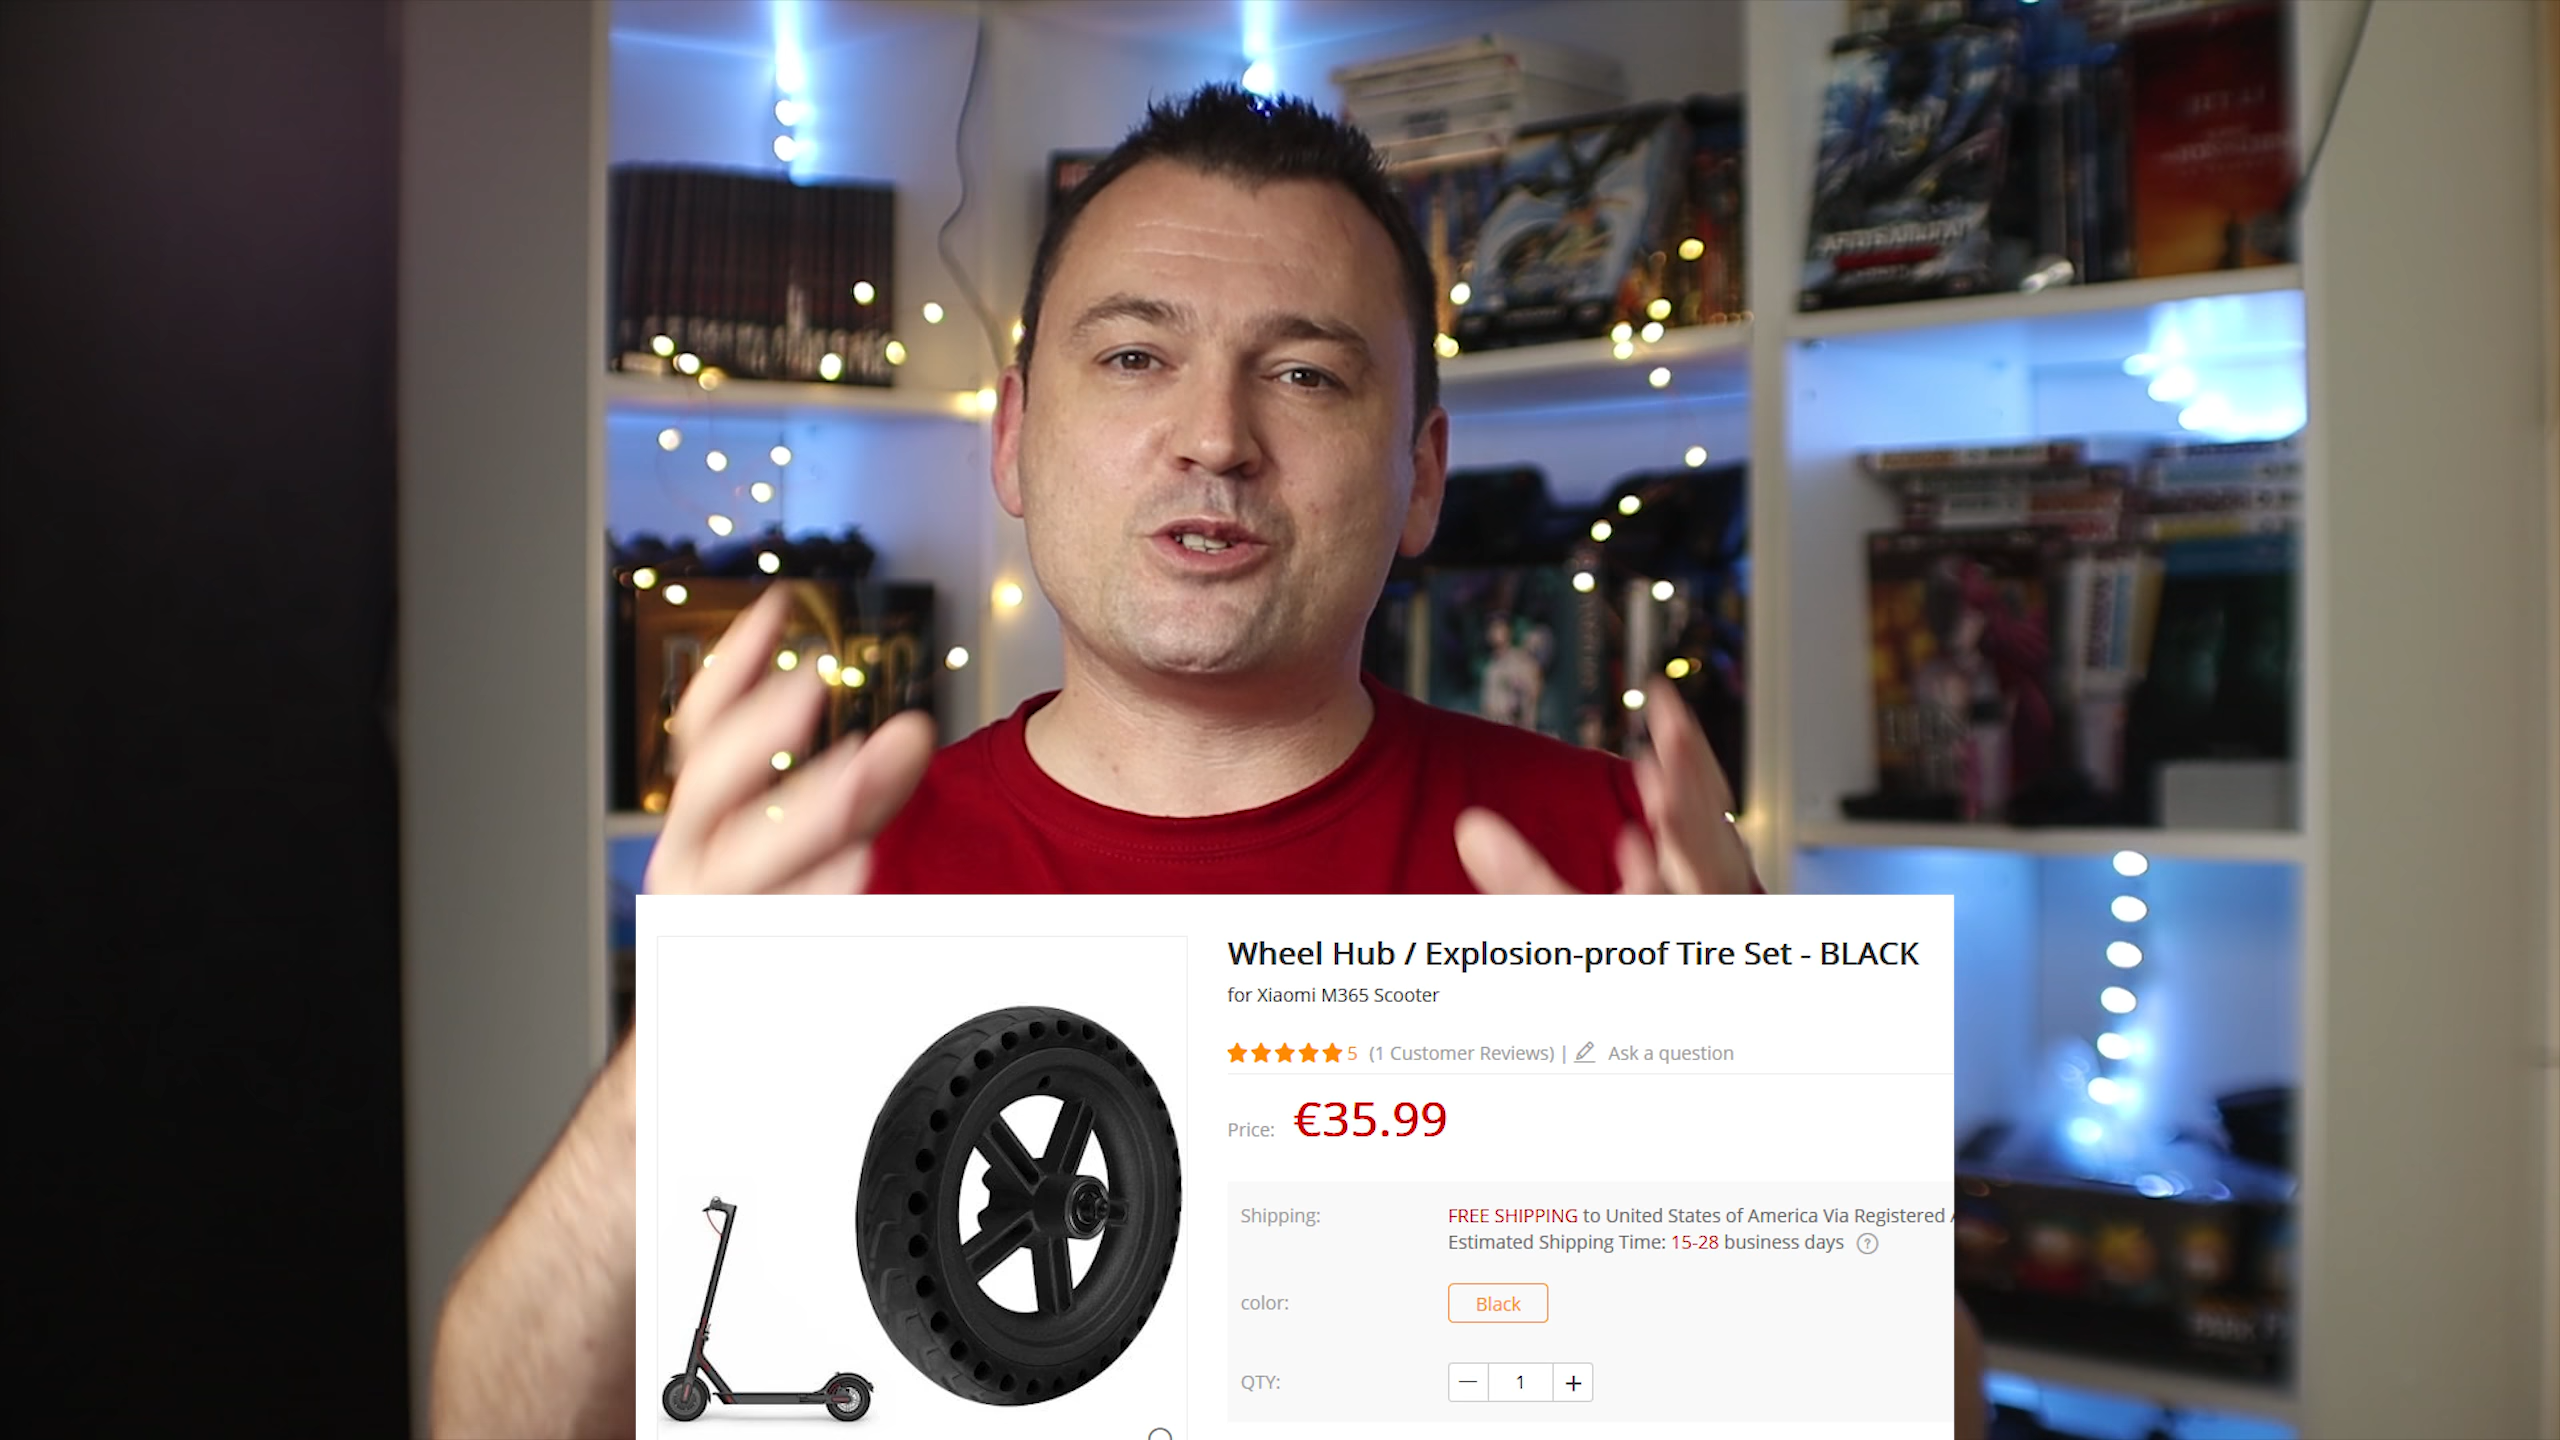 Wheel Hub / Explosion-proof Tire Set - BLACK
for Xiaomi M365 Scooter
5 (1 Customer Reviews) | Ask a question
Price: €35.99
Shipping: FREE SHIPPING to United States of America Via Registered
Estimated Shipping Time: 15-28 business days ?
color: Black
QTY: — 1 +